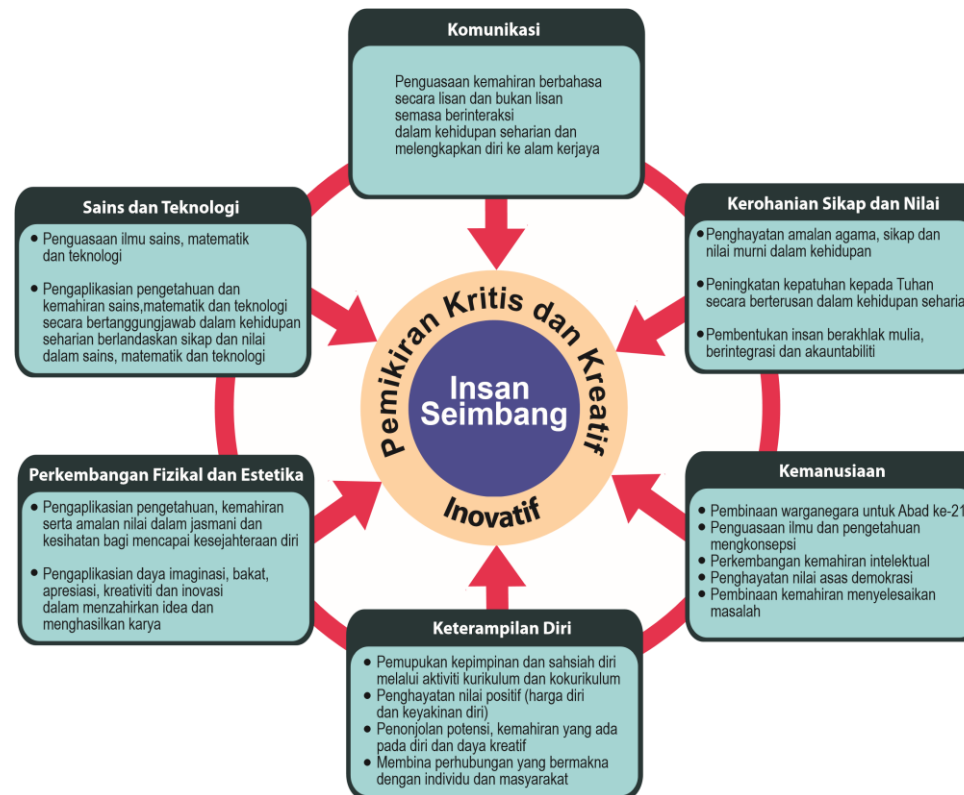 Komunikasi
Penguasaan kemahiran berbahasa
secara lisan dan bukan lisan
semasa berinteraksi
dalam kehidupan seharian dan
melengkapkan diri ke alam kerjaya
Sains dan Teknologi
● Penguasaan ilmu sains, matematik
dan teknologi
● Pengaplikasian pengetahuan dan
kemahiran sains,matematik dan teknologi
secara bertanggungjawab dalam kehidupan
seharian berlandaskan sikap dan nilai
dalam sains, matematik dan teknologi
Kerohanian Sikap dan Nilai
● Penghayatan amalan agama, sikap dan
nilai murni dalam kehidupan
● Peningkatan kepatuhan kepada Tuhan
secara berterusan dalam kehidupan seharia
● Pembentukan insan berakhlak mulia,
berintegrasi dan akauntabiliti
Pemikiran Kritis dan Kreatif
Insan
Seimbang
Inovatif
Perkembangan Fizikal dan Estetika
● Pengaplikasian pengetahuan, kemahiran
serta amalan nilai dalam jasmani dan
kesihatan bagi mencapai kesejahteraan diri
● Pengaplikasian daya imaginasi, bakat,
apresiasi, kreativiti dan inovasi
dalam menzahirkan idea dan
menghasilkan karya
Kemanusiaan
● Pembinaan warganegara untuk Abad ke-21
● Penguasaan ilmu dan pengetahuan
mengkonsepsi
● Perkembangan kemahiran intelektual
● Penghayatan nilai asas demokrasi
● Pembinaan kemahiran menyelesaikan
masalah
Keterampilan Diri
● Pemupukan kepimpinan dan sahsiah diri
melalui aktiviti kurikulum dan kokurikulum
● Penghayatan nilai positif (harga diri
dan keyakinan diri)
● Penonjolan potensi, kemahiran yang ada
pada diri dan daya kreatif
● Membina perhubungan yang bermakna
dengan individu dan masyarakat